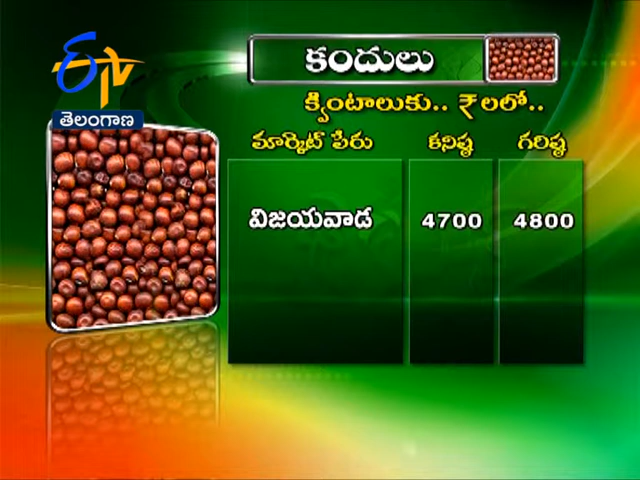 ETV
తెలంగాణ
కందులు
క్వింటాలుకు.. ₹లలో..
మార్కెట్ పేరు కనిష్ఠ గరిష్ఠ
విజయవాడ 4700 4800